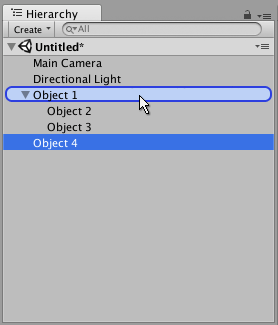 Hierarchy
Create All
Untitled*
Main Camera
Directional Light
Object 1
Object 2
Object 3
Object 4